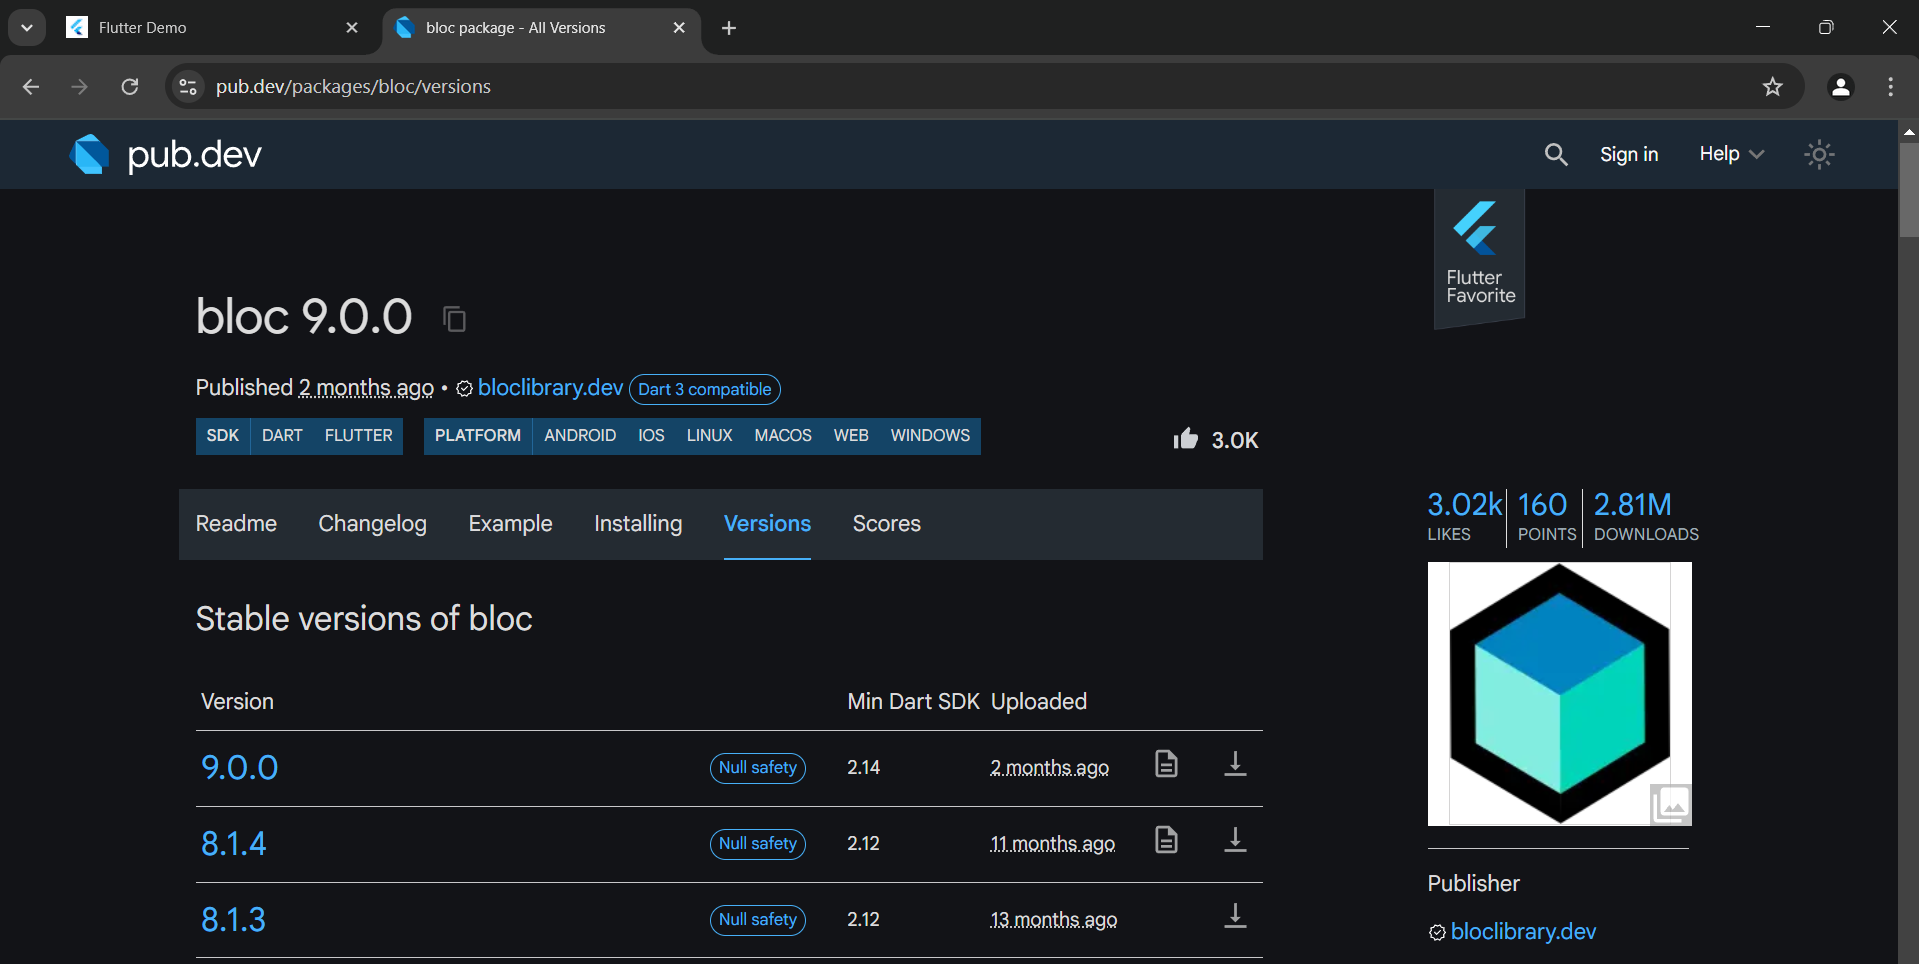 Flutter Demo
bloc package - All Versions
pub.dev/packages/bloc/versions
pub.dev
Sign in
Help
Flutter
Favorite
bloc 9.0.0
Published 2 months ago • bloclibrary.dev Dart 3 compatible
SDK DART FLUTTER PLATFORM ANDROID IOS LINUX MACOS WEB WINDOWS
3.0K
Readme Changelog Example Installing Versions Scores
3.02k 160 2.81M
LIKES POINTS DOWNLOADS
Stable versions of bloc
Version Min Dart SDK Uploaded
9.0.0 Null safety 2.14 2 months ago
8.1.4 Null safety 2.12 11 months ago
8.1.3 Null safety 2.12 13 months ago
Publisher
bloclibrary.dev